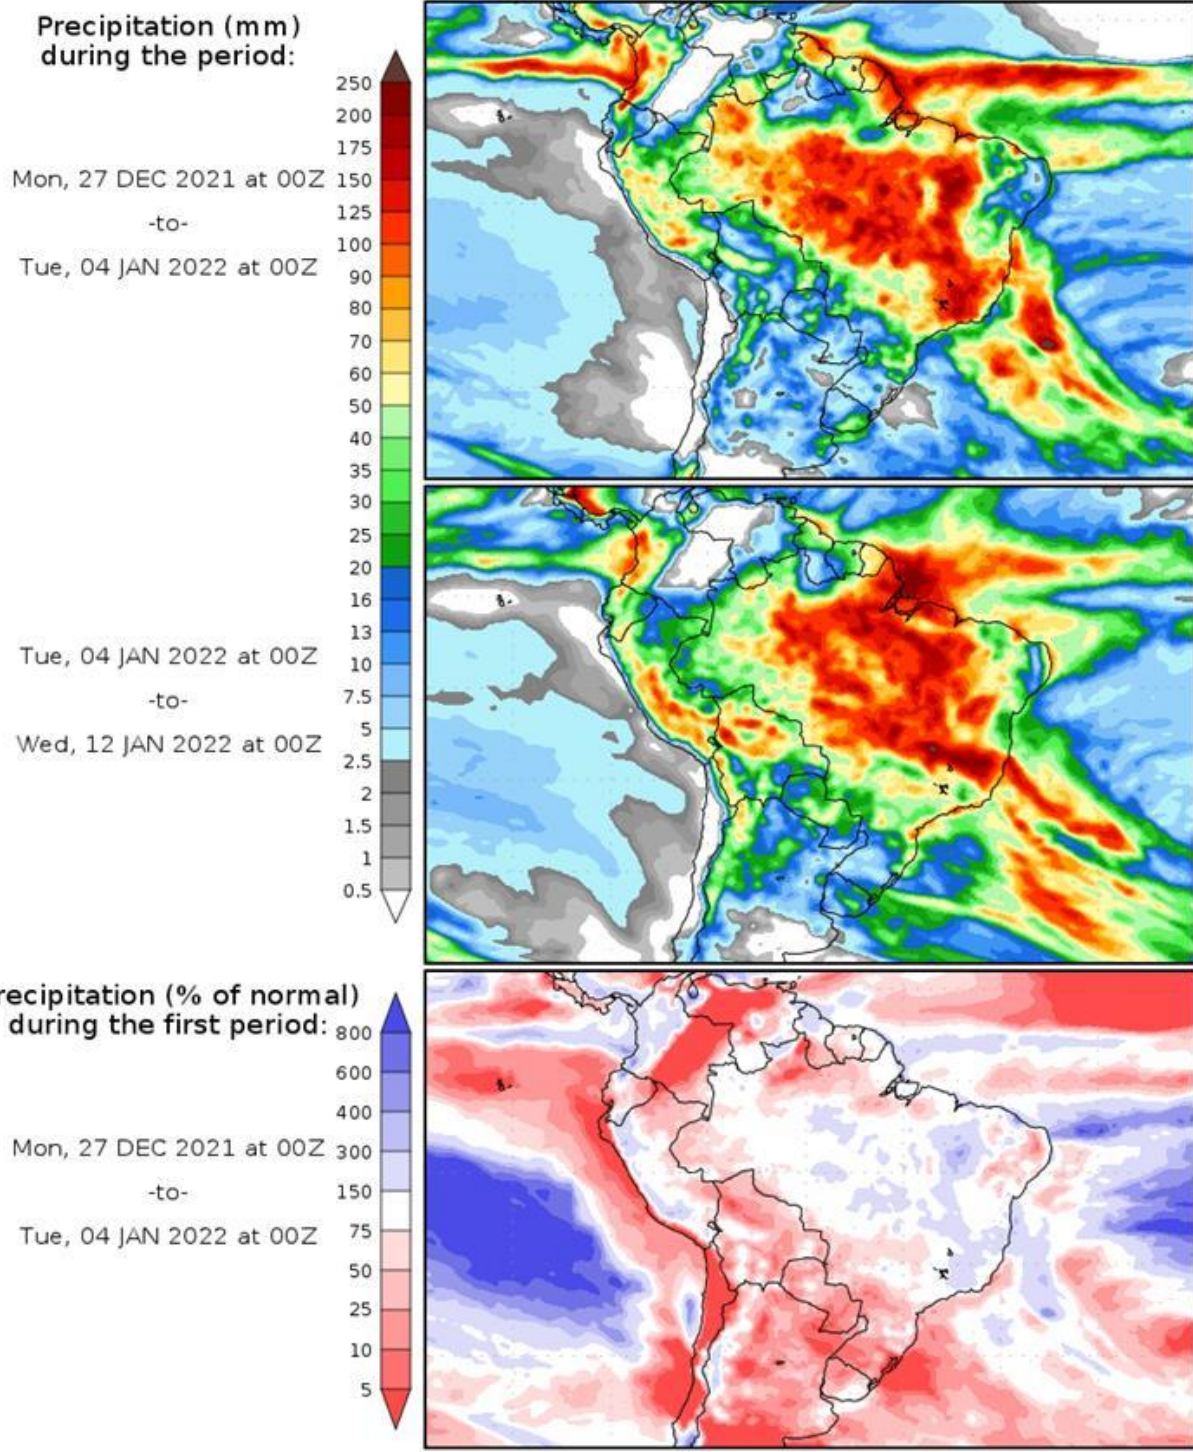 Precipitation (mm)
during the period:
250
200
175
Mon, 27 DEC 2021 at 00Z
150
-to-
125
100
Tue, 04 JAN 2022 at 00Z
90
80
70
60
50
40
35
30
25
20
16
13
Tue, 04 JAN 2022 at 00Z
10
-to-
7.5
5
Wed, 12 JAN 2022 at 00Z
2.5
2
1.5
1
0.5
recipitation (% of normal)
during the first period:
800
600
400
Mon, 27 DEC 2021 at 00Z
300
-to-
150
Tue, 04 JAN 2022 at 00Z
75
50
25
10
5